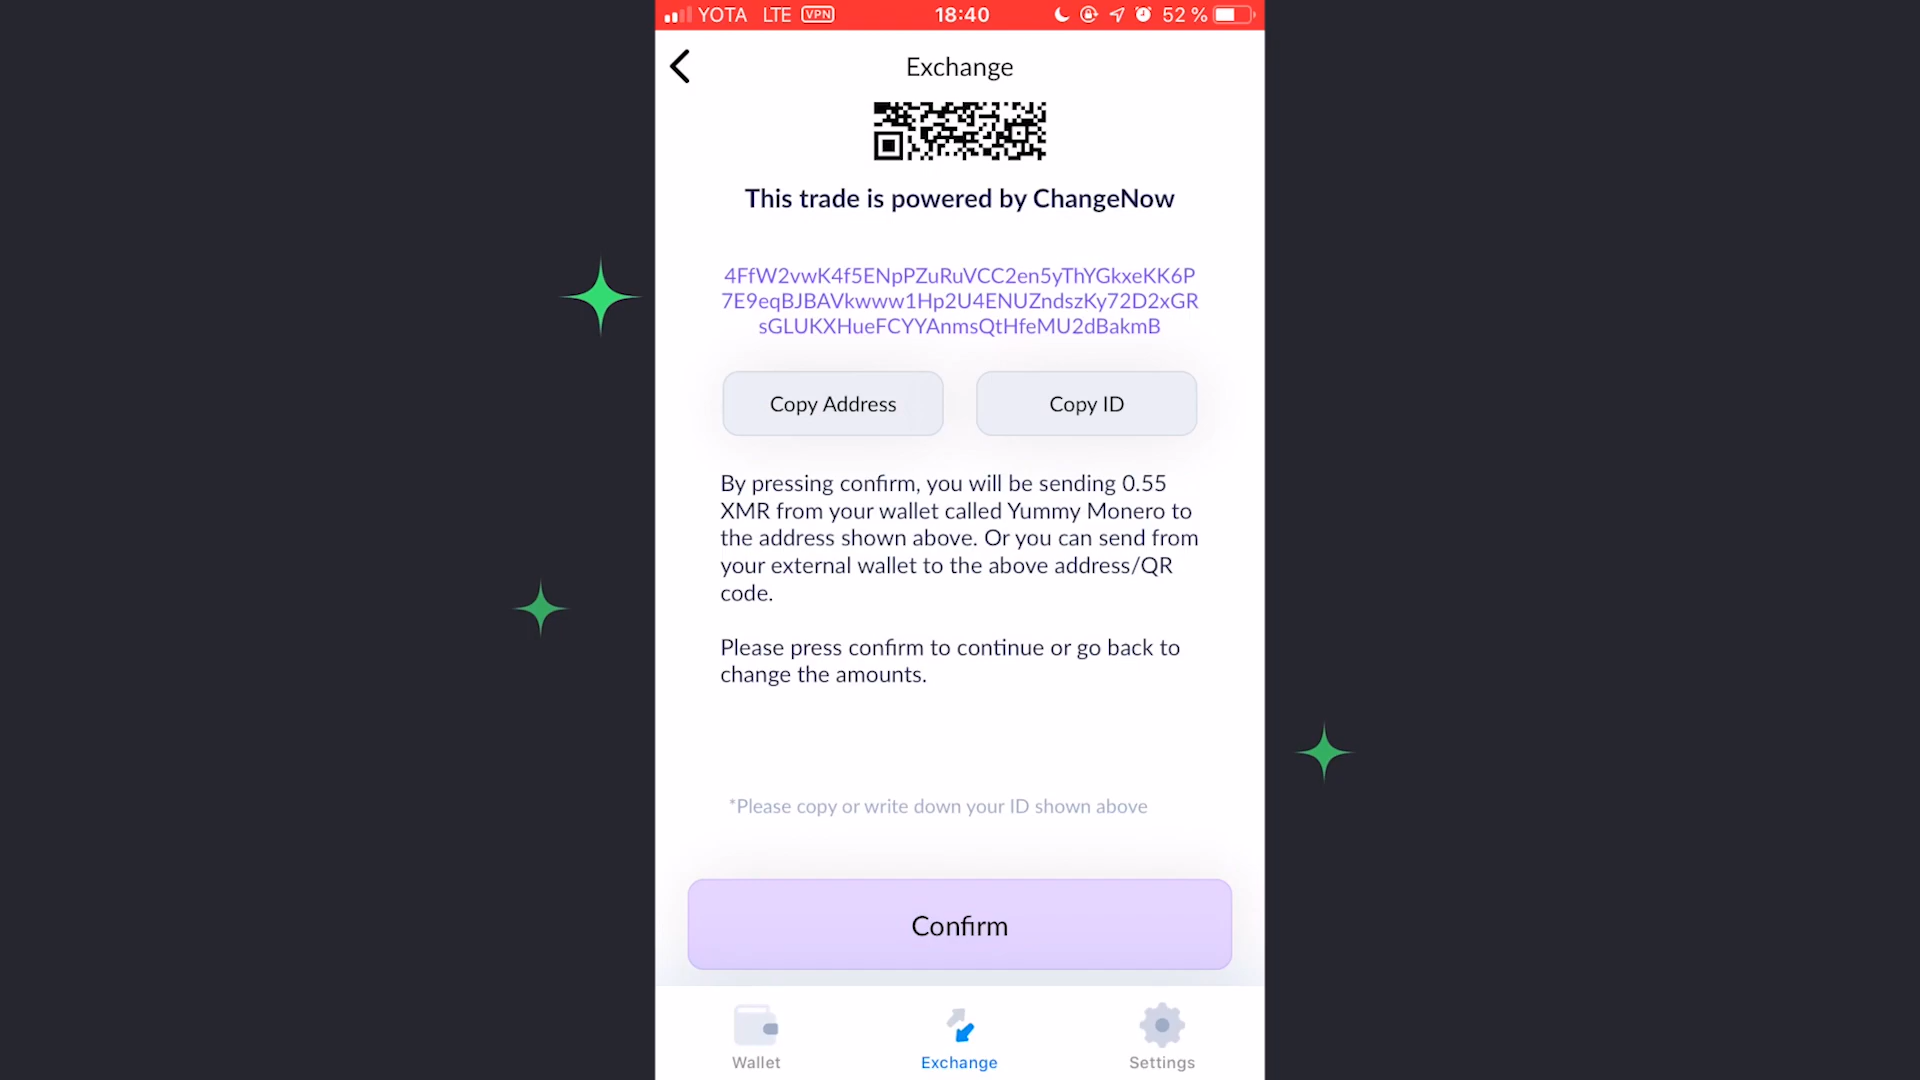 YOTA LTE VPN 18:40 52 %
Exchange
This trade is powered by ChangeNow
4FfW2vwK4f5ENpPZuRuVCC2en5yThYGkxeKK6P
7E9eqBJBAVkwww1Hp2U4ENUZndszKy72D2xGR
sGLUKXHueFCYYAnmsQtHfeMU2dBakmB
Copy Address Copy ID
By pressing confirm, you will be sending 0.55
XMR from your wallet called Yummy Monero to
the address shown above. Or you can send from
your external wallet to the above address/QR
code.
Please press confirm to continue or go back to
change the amounts.
*Please copy or write down your ID shown above
Confirm
Wallet Exchange Settings